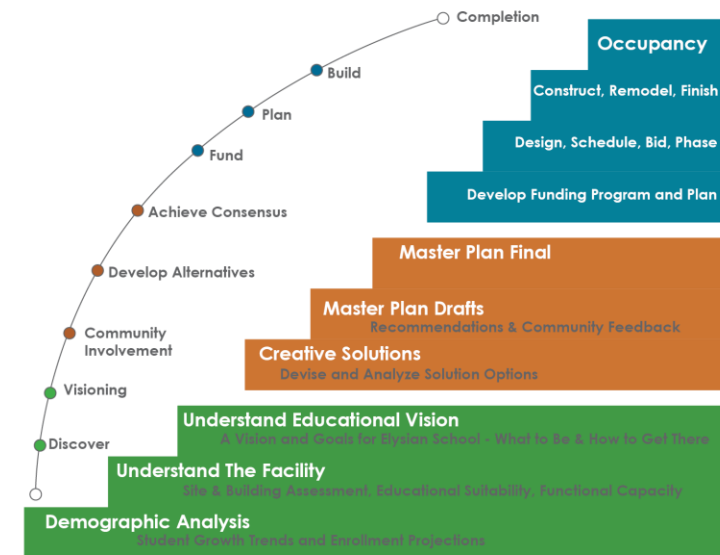 Completion
Build
Plan
Fund
Achieve Consensus
Develop Alternatives
Community
Involvement
Visioning
Discover
Occupancy
Construct, Remodel, Finish
Design, Schedule, Bid, Phase
Develop Funding Program and Plan
Master Plan Final
Master Plan Drafts
Recommendations & Community Feedback
Creative Solutions
Devise and Analyze Solution Options
Understand Educational Vision
A Vision and Goals for Elysian School - What to Be & How to Get There
Understand The Facility
Site & Building Assessment, Educational Suitability, Functional Capacity
Demographic Analysis
Student Growth Trends and Enrollment Projections